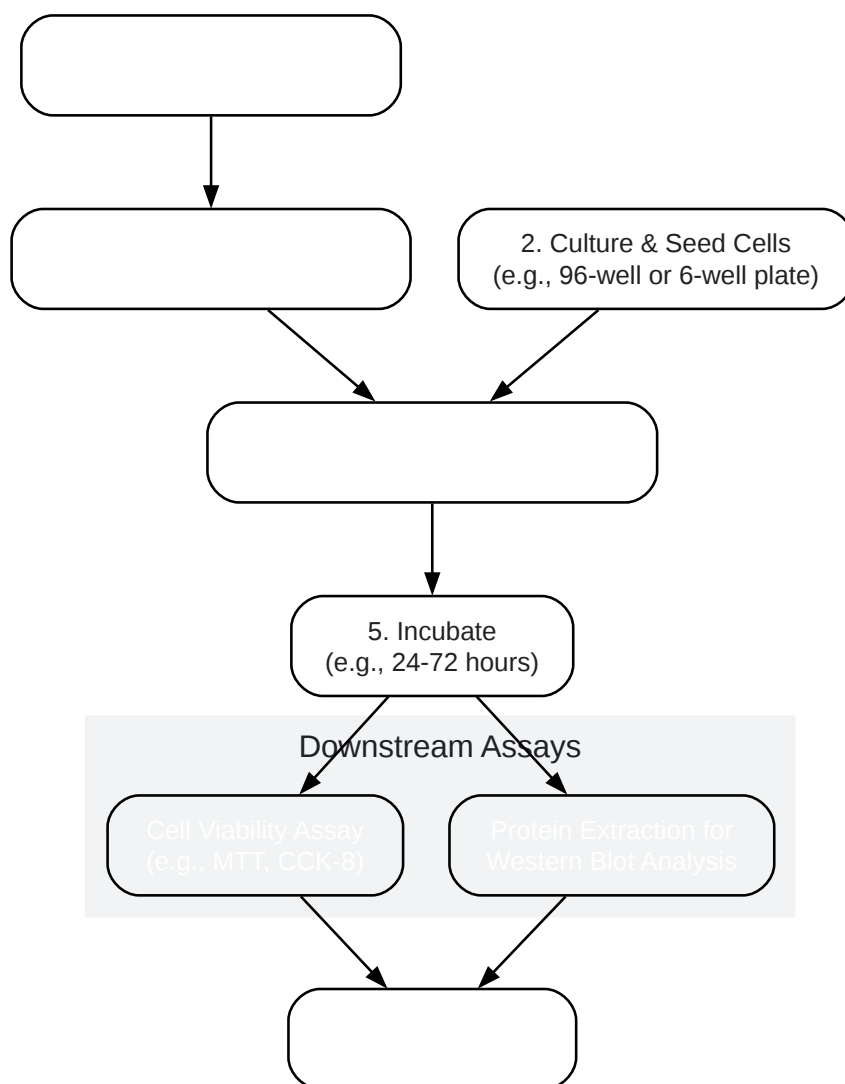 2. Culture & Seed Cells
(e.g., 96-well or 6-well plate)
5. Incubate
(e.g., 24-72 hours)
Downstream Assays
Cell Viability Assay
(e.g., MTT, CCK-8)
Protein Extraction for
Western Blot Analysis